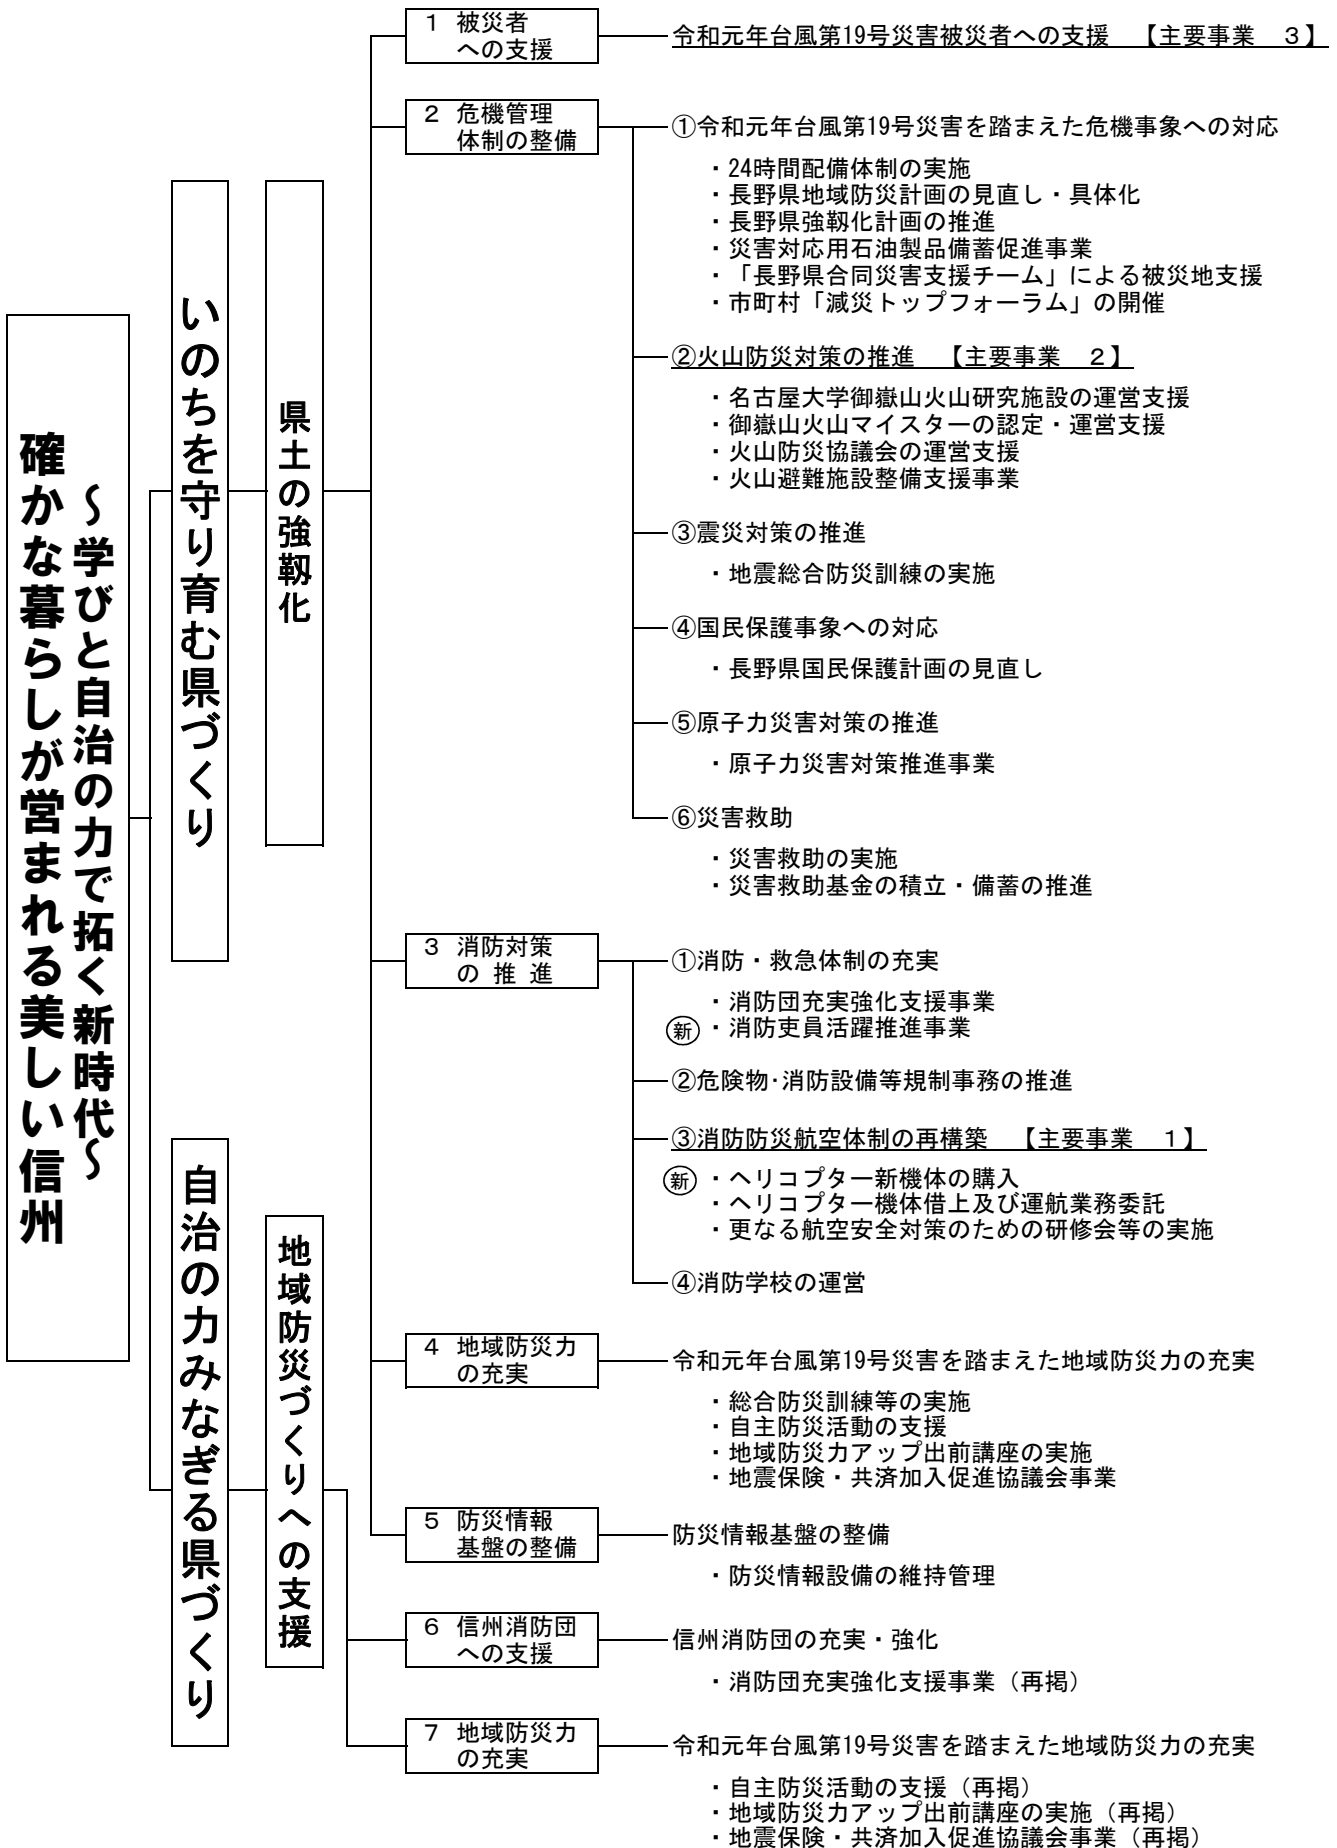 確かな暮らしが営まれる美しい信州
～学びと自治の力で拓く新時代～
いのちを守り育む県づくり
県土の強靱化
1 被災者
への支援
令和元年台風第19号災害被災者への支援 【主要事業 3】
2 危機管理
体制の整備
①令和元年台風第19号災害を踏まえた危機事象への対応
・24時間配備体制の実施
・長野県地域防災計画の見直し・具体化
・長野県強靱化計画の推進
・災害対応用石油製品備蓄促進事業
・「長野県合同災害支援チーム」による被災地支援
・市町村「減災トップフォーラム」の開催
②火山防災対策の推進 【主要事業 2】
・名古屋大学御嶽山火山研究施設の運営支援
・御嶽山火山マイスターの認定・運営支援
・火山防災協議会の運営支援
・火山避難施設整備支援事業
③震災対策の推進
・地震総合防災訓練の実施
④国民保護事象への対応
・長野県国民保護計画の見直し
⑤原子力災害対策の推進
・原子力災害対策推進事業
⑥災害救助
・災害救助の実施
・災害救助基金の積立・備蓄の推進
3 消防対策
の 推 進
①消防・救急体制の充実
・消防団充実強化支援事業
新 ・消防吏員活躍推進事業
②危険物･消防設備等規制事務の推進
③消防防災航空体制の再構築 【主要事業 1】
新 ・ヘリコプター新機体の購入
・ヘリコプター機体借上及び運航業務委託
・更なる航空安全対策のための研修会等の実施
④消防学校の運営
4 地域防災力
の充実
令和元年台風第19号災害を踏まえた地域防災力の充実
・総合防災訓練等の実施
・自主防災活動の支援
・地域防災力アップ出前講座の実施
・地震保険・共済加入促進協議会事業
5 防災情報
基盤の整備
防災情報基盤の整備
・防災情報設備の維持管理
自治の力みなぎる県づくり
地域防災づくりへの支援
6 信州消防団
への支援
信州消防団の充実・強化
・消防団充実強化支援事業（再掲）
7 地域防災力
の充実
令和元年台風第19号災害を踏まえた地域防災力の充実
・自主防災活動の支援（再掲）
・地域防災力アップ出前講座の実施（再掲）
・地震保険・共済加入促進協議会事業（再掲）